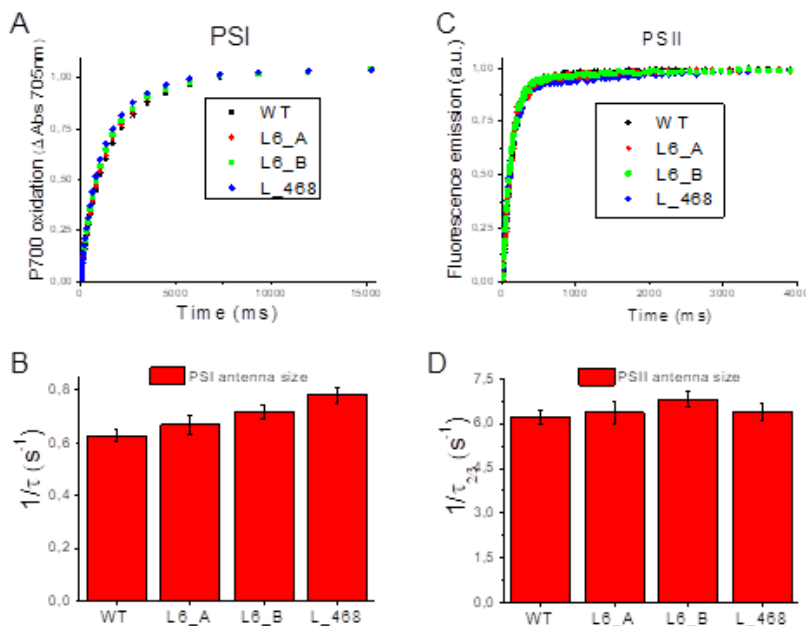 A
PSI
P700 oxidation (Δ Abs 705nm)
1,00
0,75
0,50
0,25
0,00
WT
L6_A
L6_B
L_468
0
5000
10000
15000
Time (ms)
C
PSII
Fluorescence emission (a.u.)
1,00
0,75
0,50
0,25
0,00
WT
L6_A
L6_B
L_468
0
1000
2000
3000
4000
Time (ms)
B
PSI antenna size
1/τ (s⁻¹)
0,8
0,6
0,4
0,2
0,0
WT
L6_A
L6_B
L_468
D
PSII antenna size
1/τ2/3 (s⁻¹)
7,5
6,0
4,5
3,0
1,5
0,0
WT
L6_A
L6_B
L_468